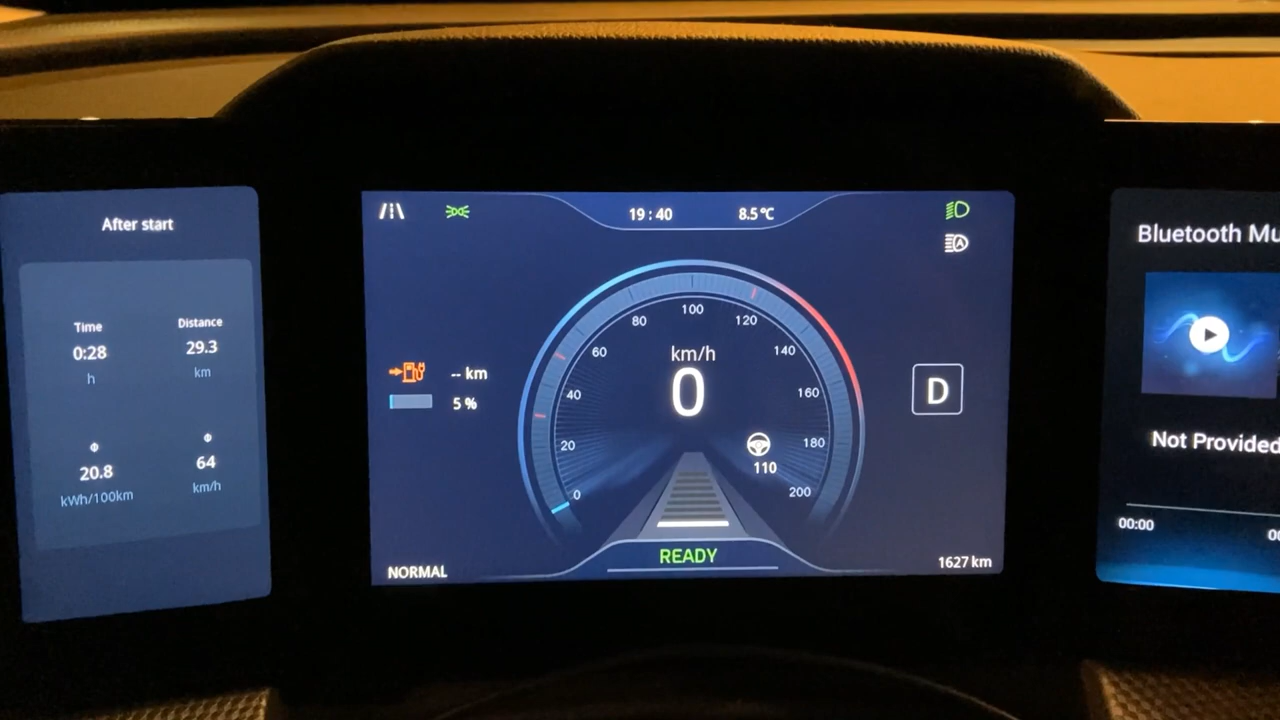 After start
Time
0:28
h
Distance
29.3
km
Φ
20.8
kWh/100km
Φ
64
km/h
19:40
8.5℃
A
-- km
5 %
0
20
40
60
80
100
120
140
160
180
200
km/h
0
110
D
READY
NORMAL
1627 km
Bluetooth Mu
Not Provided
00:00
00